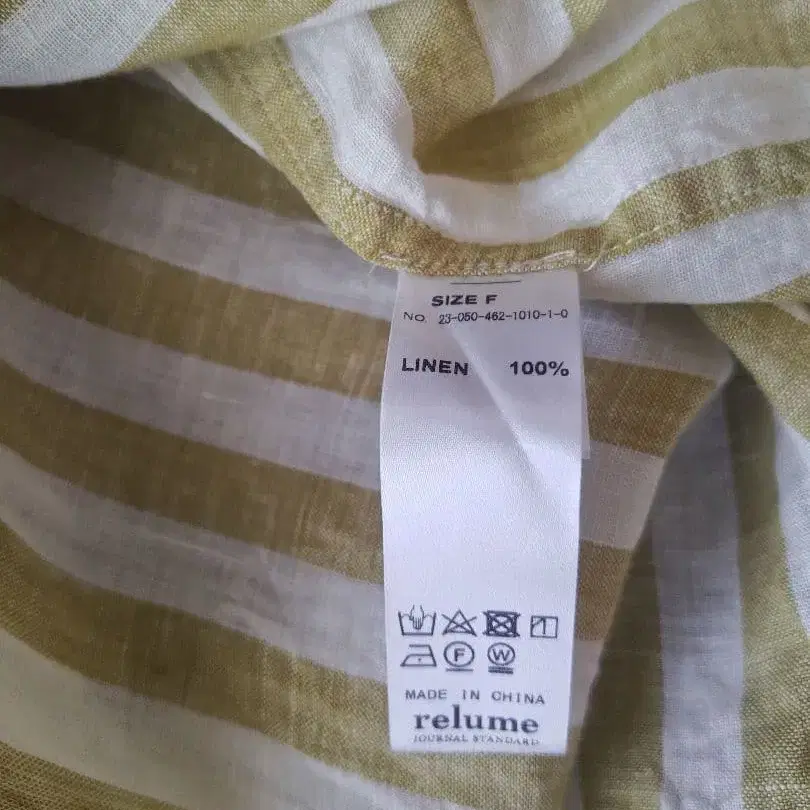 SIZE F
NO. 23-050-462-1010-1-0
LINEN 100%
F W
MADE IN CHINA
relume
JOURNAL STANDARD